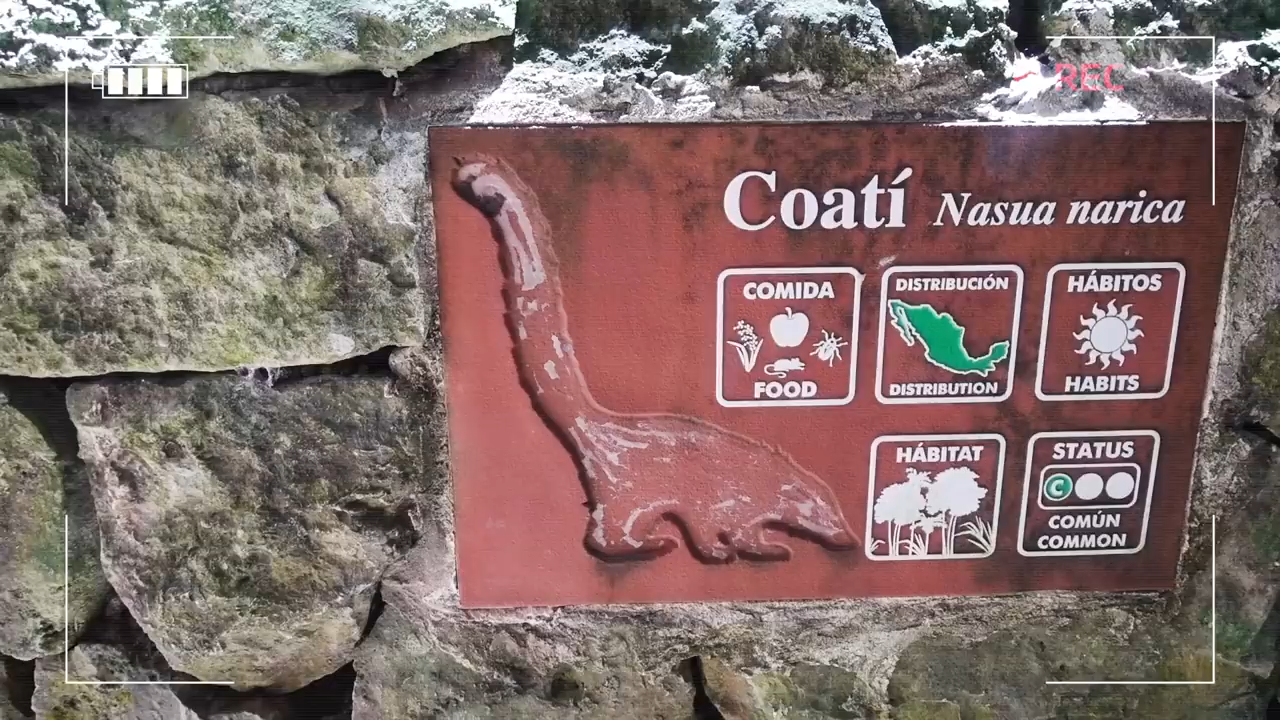 REC
Coatí Nasua narica
COMIDA
FOOD
DISTRIBUCIÓN
DISTRIBUTION
HÁBITOS
HABITS
HÁBITAT
STATUS
C
COMÚN
COMMON